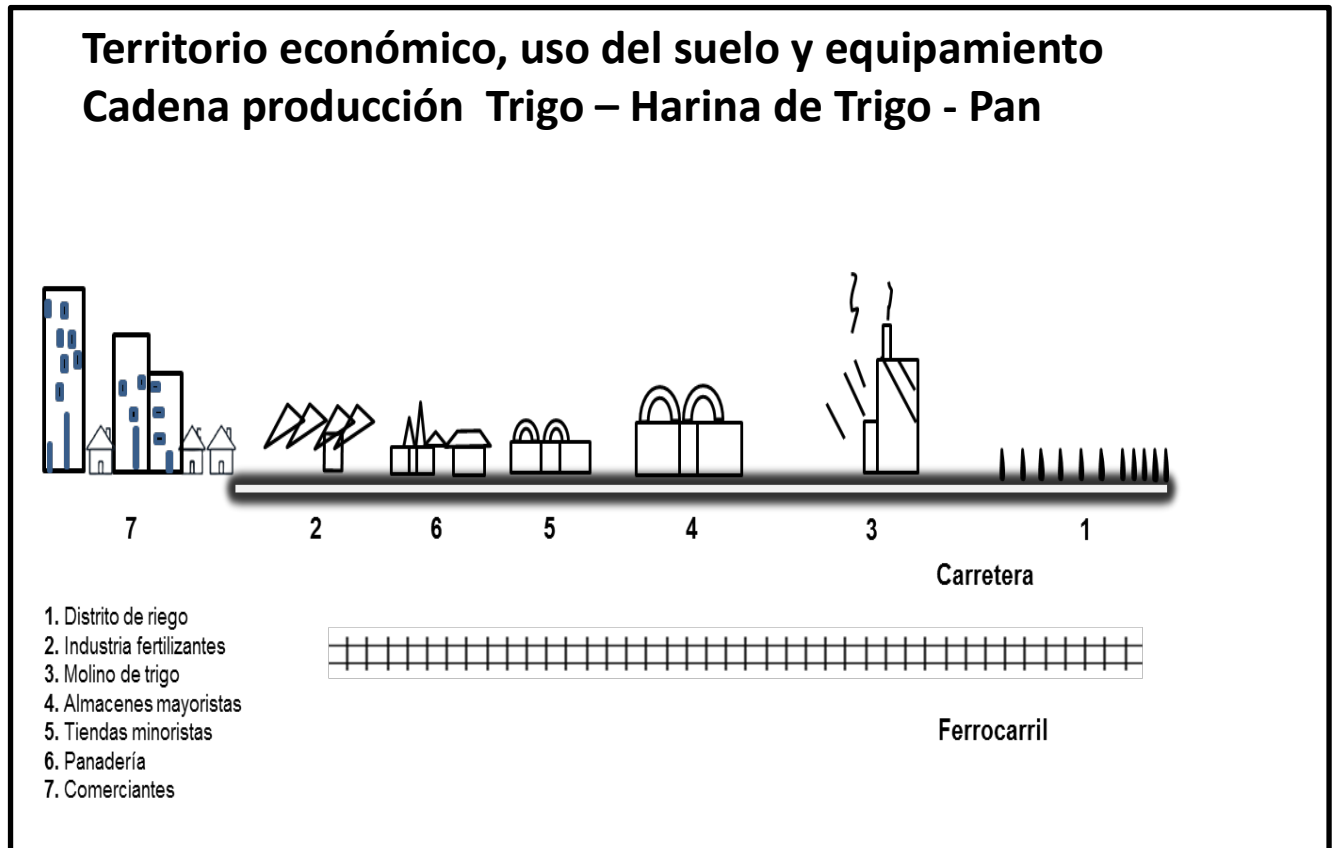 Territorio económico, uso del suelo y equipamiento
Cadena producción Trigo – Harina de Trigo - Pan
7 2 6 5 4 3 1
Carretera
1. Distrito de riego
2. Industria fertilizantes
3. Molino de trigo
4. Almacenes mayoristas
5. Tiendas minoristas
6. Panadería
7. Comerciantes
Ferrocarril